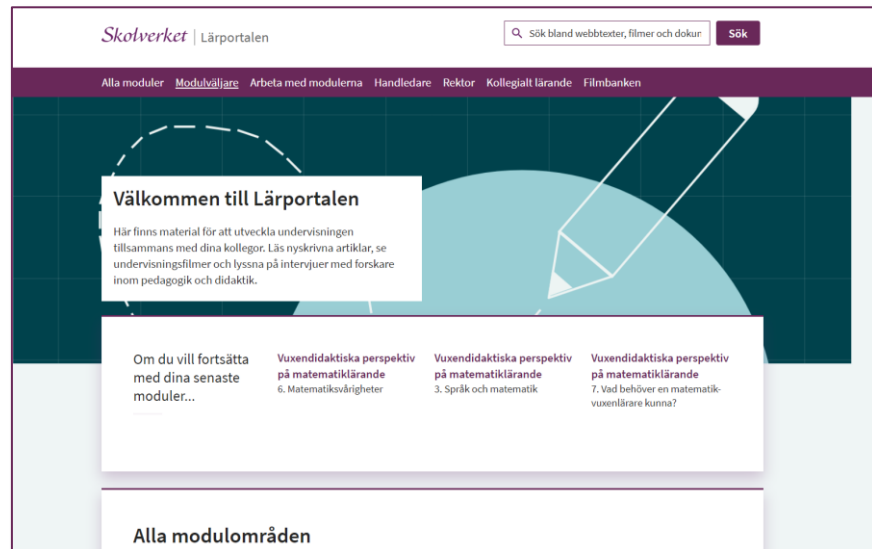 Skolverket | Lärportalen
Sök bland webbtexter, filmer och dokur
Sök
Alla moduler Modulväljare Arbeta med modulerna Handledare Rektor Kollegialt lärande Filmbanken
Välkommen till Lärportalen
Här finns material för att utveckla undervisningen
tillsammans med dina kollegor. Läs nyskrivna artiklar, se
undervisningsfilmer och lyssna på intervjuer med forskare
inom pedagogik och didaktik.
Om du vill fortsätta
med dina senaste
moduler...
Vuxendidaktiska perspektiv
på matematiklärande
6. Matematiksvårigheter
Vuxendidaktiska perspektiv
på matematiklärande
3. Språk och matematik
Vuxendidaktiska perspektiv
på matematiklärande
7. Vad behöver en matematik-
vuxenlärare kunna?
Alla modulområden